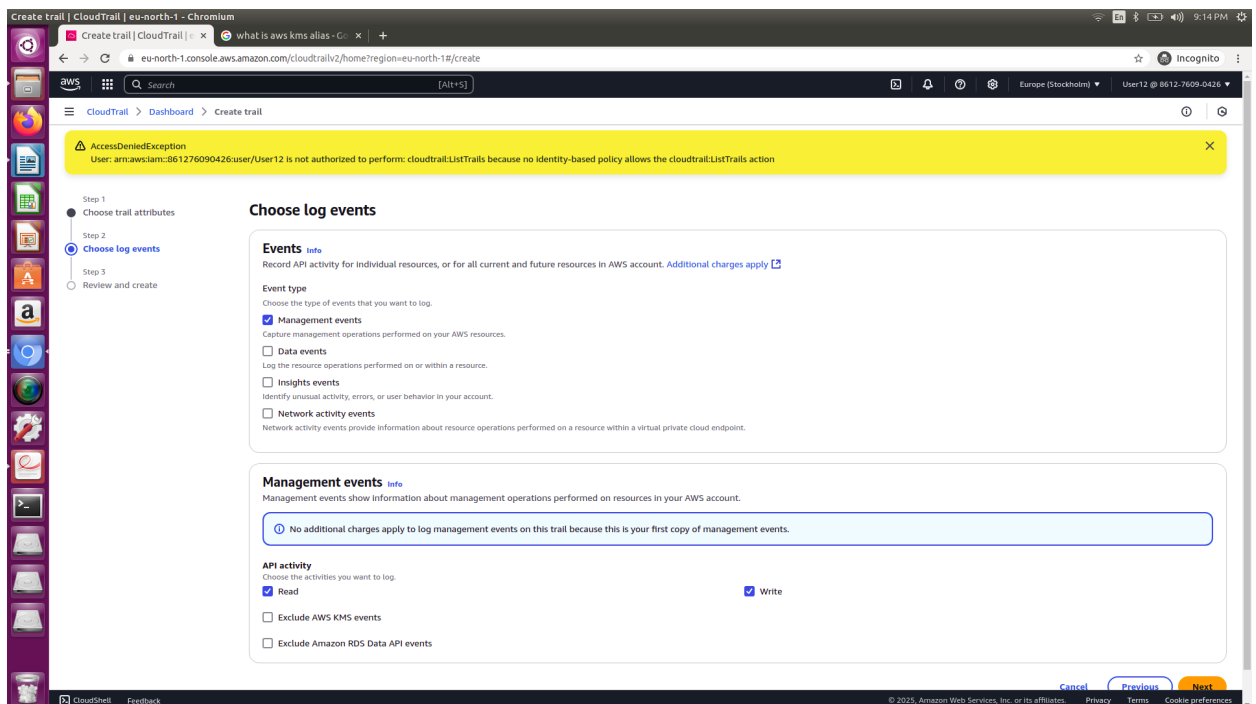 Create trail | CloudTrail | eu-north-1 - Chromium
En
9:14 PM
Create trail | CloudTrail | e
what is aws kms alias - Go
eu-north-1.console.aws.amazon.com/cloudtrailv2/home?region=eu-north-1#/create
Incognito
aws
Search
[Alt+S]
Europe (Stockholm)
User12 @ 8612-7609-0426
CloudTrail > Dashboard > Create trail
AccessDeniedException
User: arn:aws:iam::861276090426:user/User12 is not authorized to perform: cloudtrail:ListTrails because no identity-based policy allows the cloudtrail:ListTrails action
Step 1
Choose trail attributes
Step 2
Choose log events
Step 3
Review and create
Choose log events
Events Info
Record API activity for individual resources, or for all current and future resources in AWS account. Additional charges apply
Event type
Choose the type of events that you want to log.
Management events
Capture management operations performed on your AWS resources.
Data events
Log the resource operations performed on or within a resource.
Insights events
Identify unusual activity, errors, or user behavior in your account.
Network activity events
Network activity events provide information about resource operations performed on a resource within a virtual private cloud endpoint.
Management events Info
Management events show information about management operations performed on resources in your AWS account.
No additional charges apply to log management events on this trail because this is your first copy of management events.
API activity
Choose the activities you want to log.
Read
Write
Exclude AWS KMS events
Exclude Amazon RDS Data API events
Cancel
Previous
Next
CloudShell
Feedback
© 2025, Amazon Web Services, Inc. or its affiliates.
Privacy
Terms
Cookie preferences